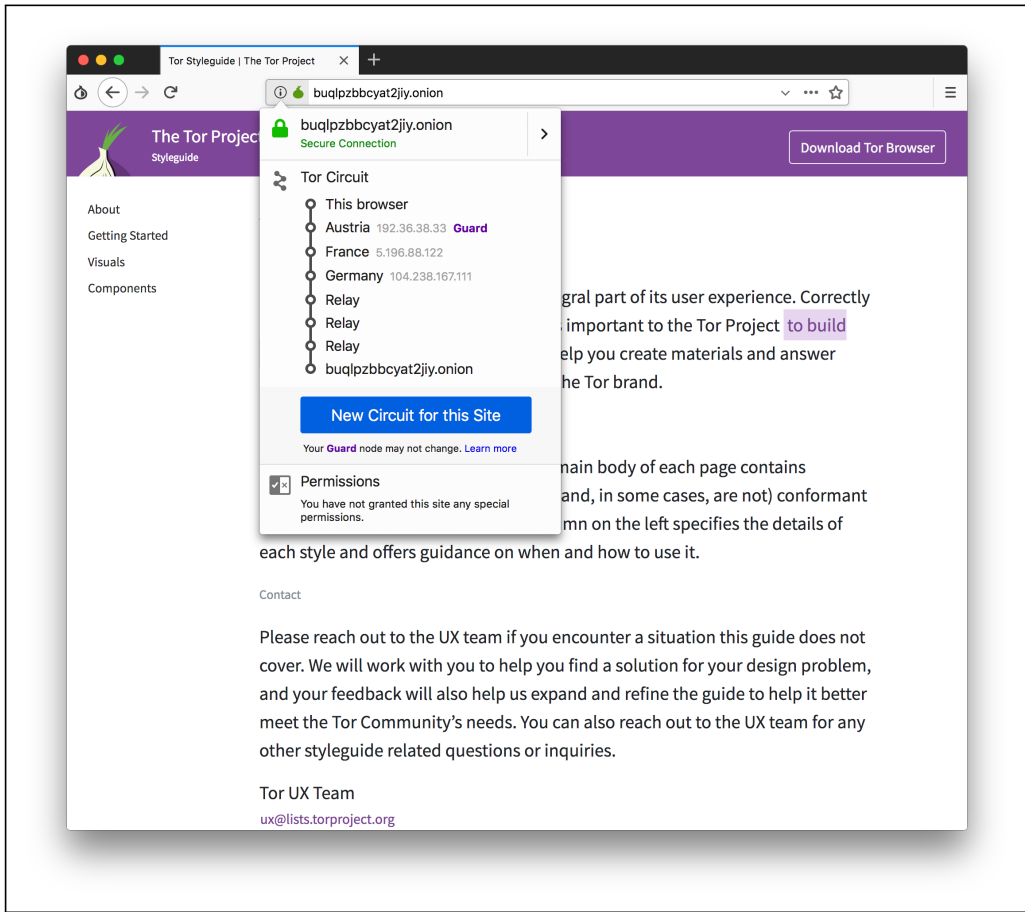 Tor Styleguide | The Tor Project
buqlpzbbcyat2jiy.onion
The Tor Projec
Styleguide
Download Tor Browser
About
Getting Started
Visuals
Components
buqlpzbbcyat2jiy.onion
Secure Connection
Tor Circuit
This browser
Austria 192.36.38.33 Guard
France 5.196.88.122
Germany 104.238.167.111
Relay
Relay
Relay
buqlpzbbcyat2jiy.onion
New Circuit for this Site
Your Guard node may not change. Learn more
Permissions
You have not granted this site any special
permissions.
gral part of its user experience. Correctly
important to the Tor Project to build
elp you create materials and answer
he Tor brand.
main body of each page contains
and, in some cases, are not) conformant
mn on the left specifies the details of
each style and offers guidance on when and how to use it.
Contact
Please reach out to the UX team if you encounter a situation this guide does not
cover. We will work with you to help you find a solution for your design problem,
and your feedback will also help us expand and refine the guide to help it better
meet the Tor Community's needs. You can also reach out to the UX team for any
other styleguide related questions or inquiries.
Tor UX Team
ux@lists.torproject.org